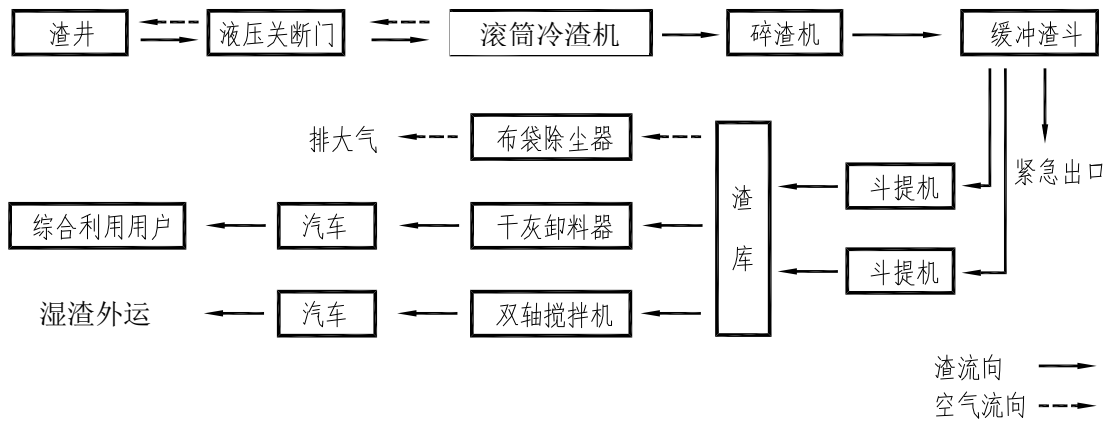 渣井
液压关断门
滚筒冷渣机
碎渣机
缓冲渣斗
排大气
布袋除尘器
渣库
斗提机
紧急出口
综合利用用户
汽车
干灰卸料器
斗提机
湿渣外运
汽车
双轴搅拌机
渣流向
空气流向